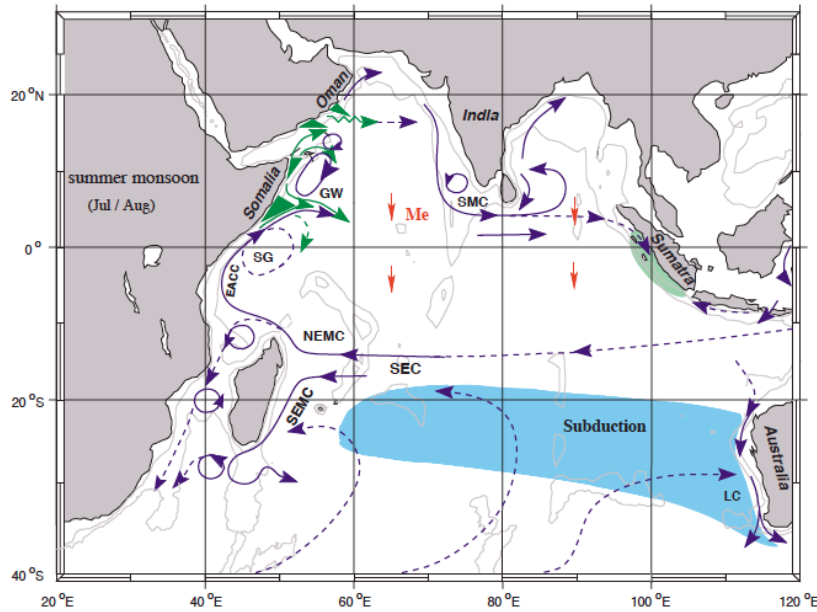 Oman
India
20°N
summer monsoon
(Jul / Aug)
Somalia
GW
Me
SMC
0°
SG
Sumatra
EACC
NEMC
SEC
SEMC
20°S
Subduction
Australia
LC
40°S
20°E
40°E
60°E
80°E
100°E
120°E